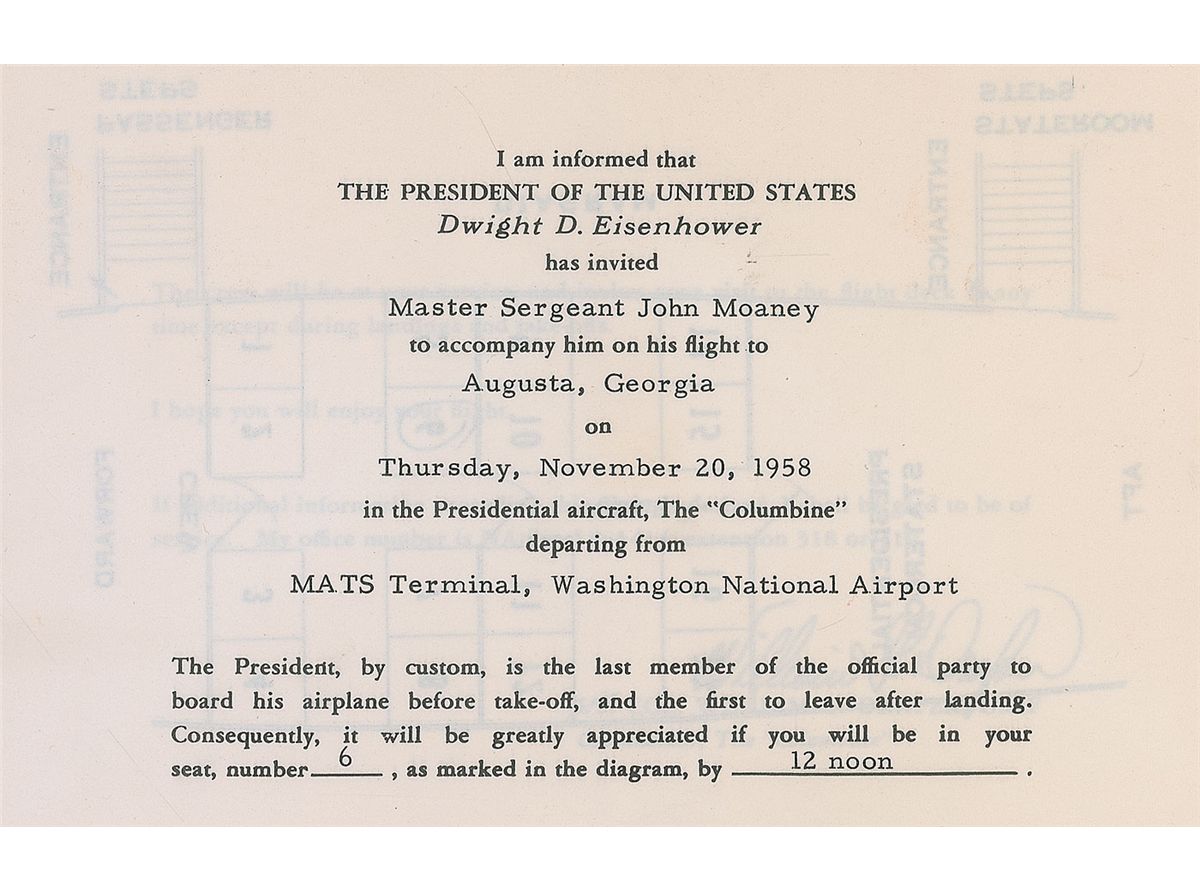 I am informed that
THE PRESIDENT OF THE UNITED STATES
Dwight D. Eisenhower
has invited
Master Sergeant John Moaney
to accompany him on his flight to
Augusta, Georgia
on
Thursday, November 20, 1958
in the Presidential aircraft, The "Columbine"
departing from
MATS Terminal, Washington National Airport
The President, by custom, is the last member of the official party to
board his airplane before take-off, and the first to leave after landing.
Consequently, it will be greatly appreciated if you will be in your
seat, number 6 , as marked in the diagram, by 12 noon .